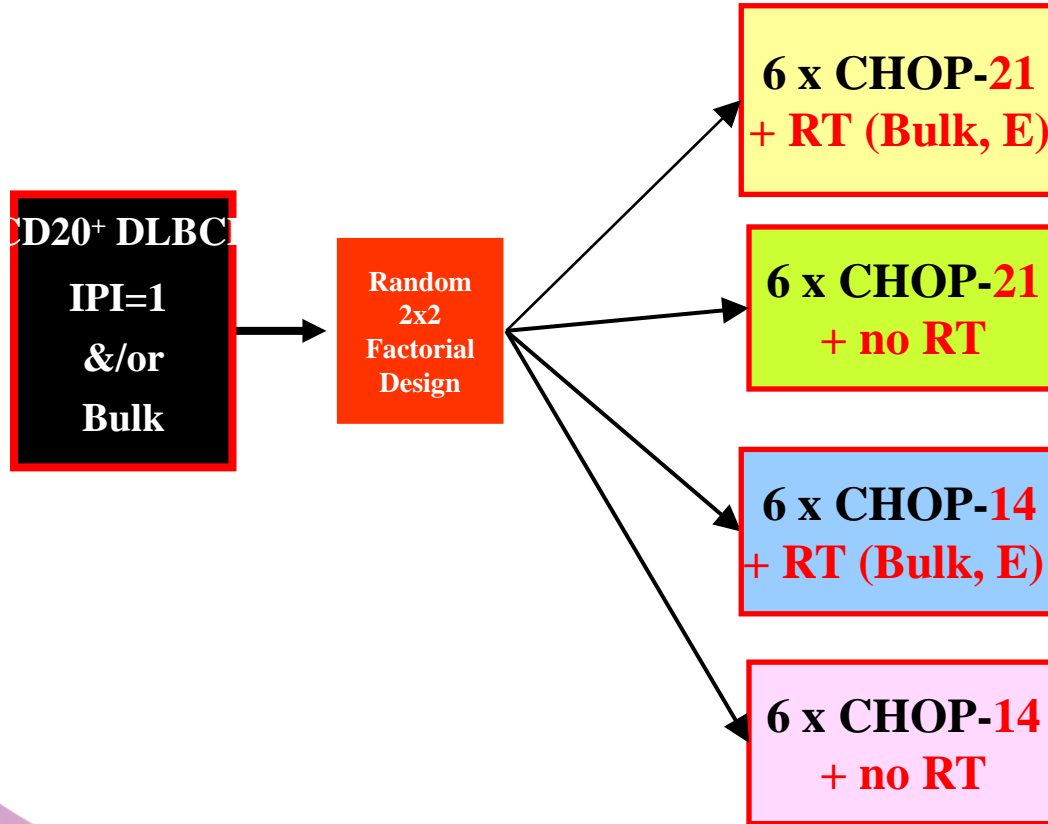 CD20⁺ DLBCL
IPI=1
&/or
Bulk
Random
2x2
Factorial
Design
6 x CHOP-21
+ RT (Bulk, E)
6 x CHOP-21
+ no RT
6 x CHOP-14
+ RT (Bulk, E)
6 x CHOP-14
+ no RT